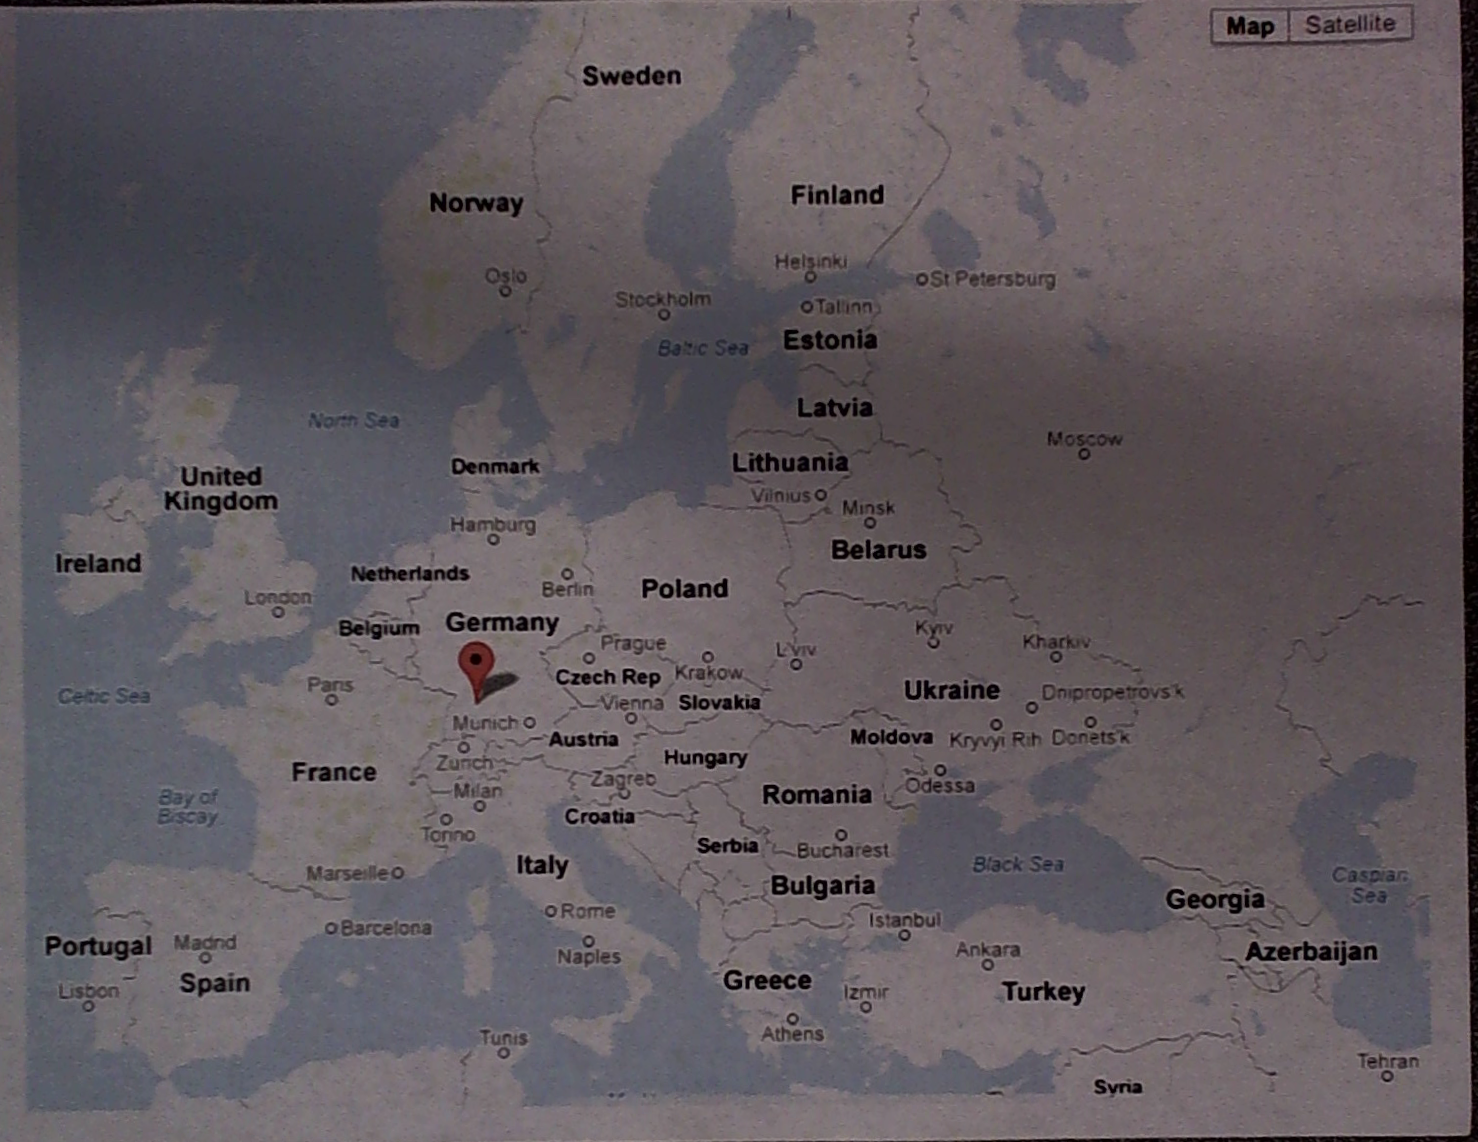 Map
Satellite
Sweden
Norway
Finland
Helsinki
Oslo
St Petersburg
Stockholm
Tallinn
Estonia
Baltic Sea
Latvia
North Sea
Moscow
Denmark
Lithuania
United
Kingdom
Vilnius
Minsk
Hamburg
Belarus
Ireland
Netherlands
Berlin
Poland
London
Belgium
Germany
Kyiv
Prague
L'viv
Kharkiv
Czech Rep
Krakow
Paris
Ukraine
Dnipropetrovs'k
Celtic Sea
Vienna
Slovakia
Munich
Austria
Moldova
Kryvyi Rih
Donets'k
Hungary
Zurich
France
Zagreb
Odessa
Milan
Romania
Bay of
Biscay
Croatia
Torino
Serbia
Bucharest
Italy
Black Sea
Marseille
Bulgaria
Caspian
Sea
Georgia
Rome
Istanbul
Barcelona
Portugal
Madrid
Ankara
Azerbaijan
Naples
Spain
Greece
Lisbon
Izmir
Turkey
Athens
Tunis
Tehran
Syria